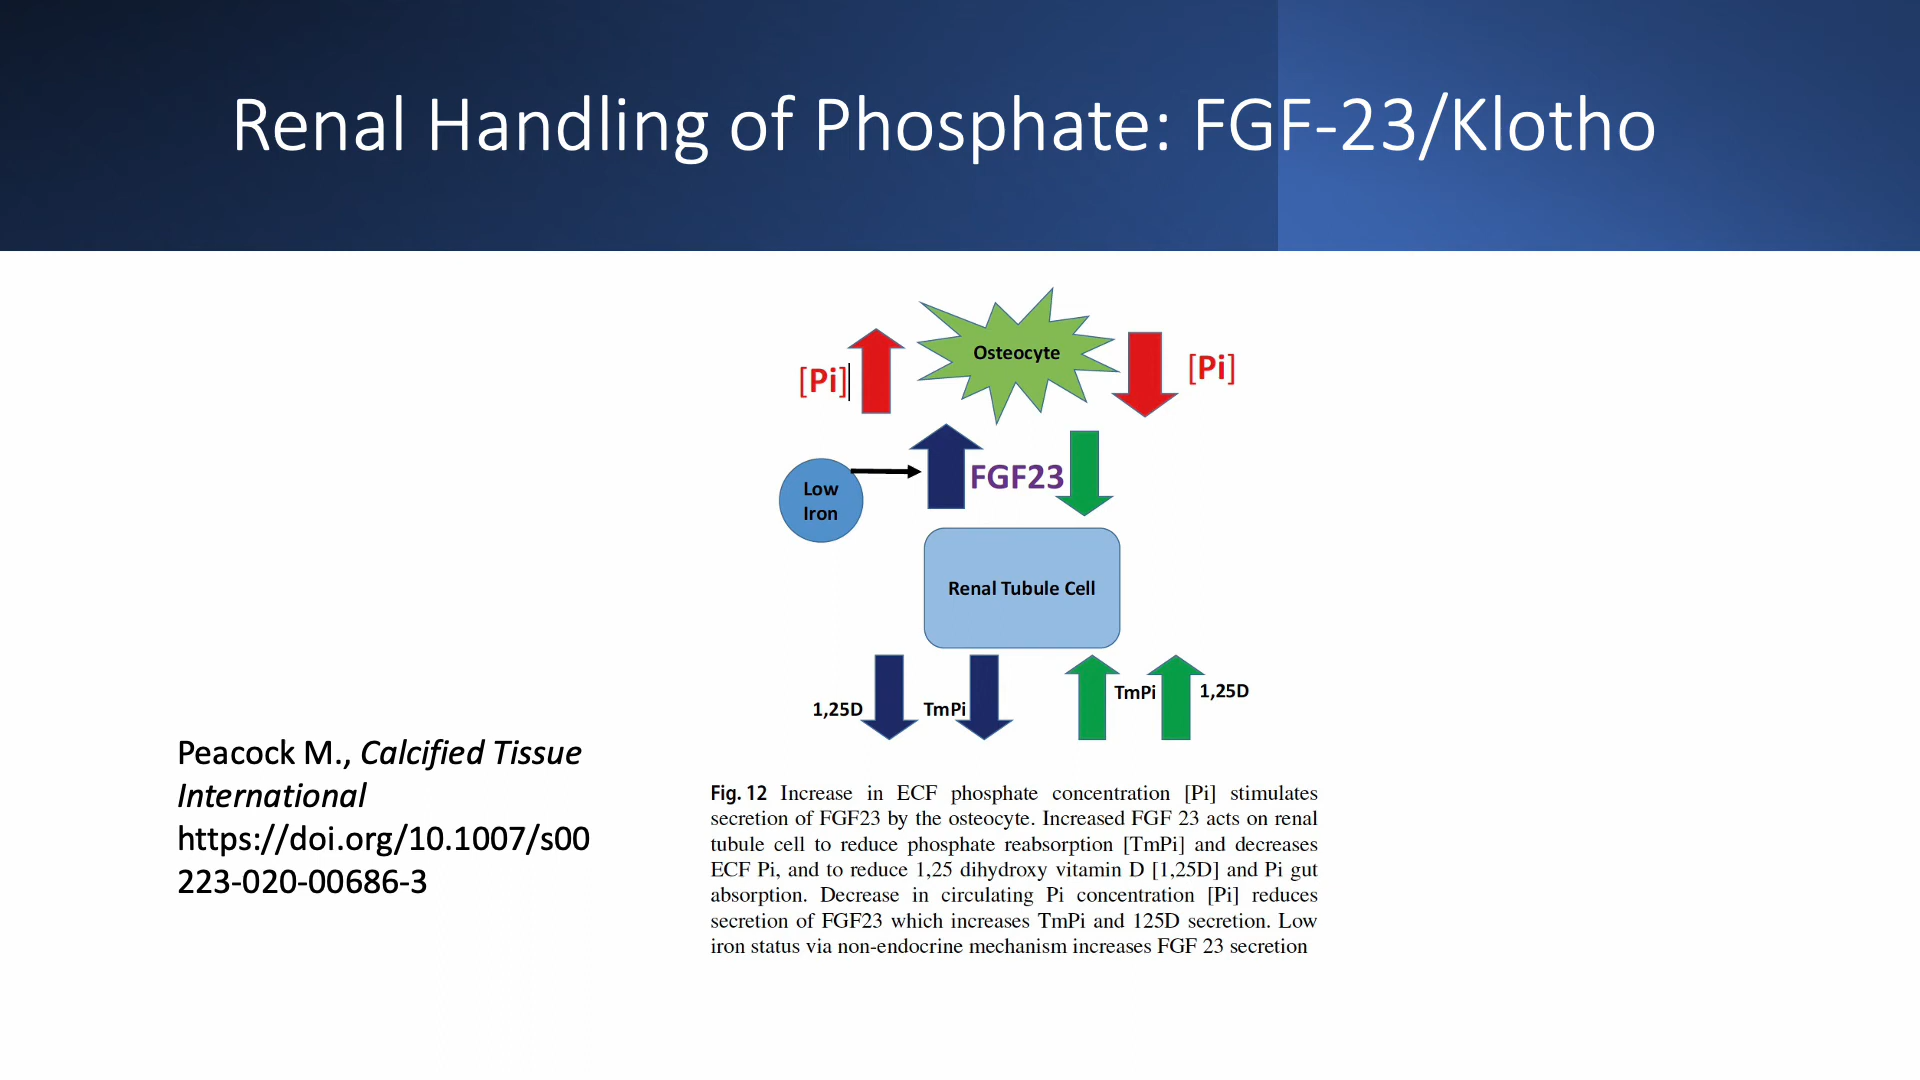 Renal Handling of Phosphate: FGF-23/Klotho
Osteocyte
[Pi]
[Pi]
FGF23
Low
Iron
Renal Tubule Cell
1,25D
TmPi
TmPi
1,25D
Peacock M., Calcified Tissue
International
https://doi.org/10.1007/s00
223-020-00686-3
Fig. 12 Increase in ECF phosphate concentration [Pi] stimulates
secretion of FGF23 by the osteocyte. Increased FGF 23 acts on renal
tubule cell to reduce phosphate reabsorption [TmPi] and decreases
ECF Pi, and to reduce 1,25 dihydroxy vitamin D [1,25D] and Pi gut
absorption. Decrease in circulating Pi concentration [Pi] reduces
secretion of FGF23 which increases TmPi and 125D secretion. Low
iron status via non-endocrine mechanism increases FGF 23 secretion